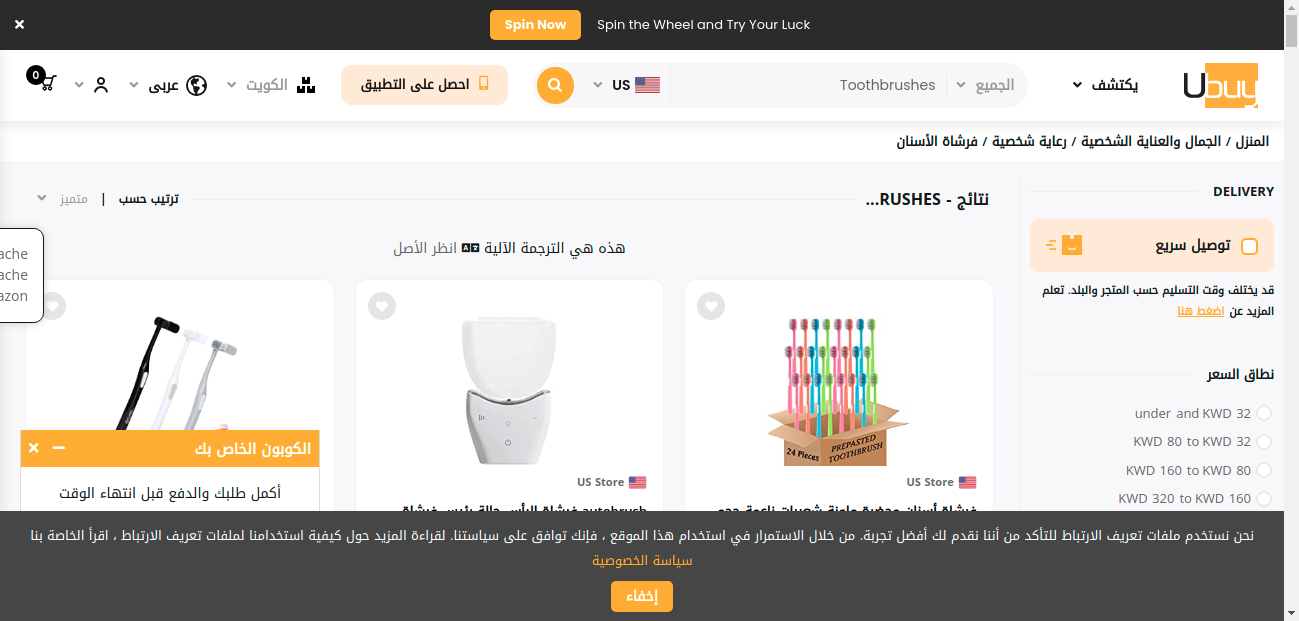 Spin Now Spin the Wheel and Try Your Luck
Ubuy
يكتشف
الجميع
Toothbrushes
US
احصل على التطبيق
الكويت
عربى
0
المنزل / الجمال والعناية الشخصية / رعاية شخصية / فرشاة الأسنان
DELIVERY
توصيل سريع
قد يختلف وقت التسليم حسب المتجر والبلد. تعلم
المزيد عن اضغط هنا
نطاق السعر
under and KWD 32
KWD 80 to KWD 32
KWD 160 to KWD 80
KWD 320 to KWD 160
نتائج - RUSHES...
ترتيب حسب | متميز
هذه هي الترجمة الآلية انظر الأصل
24 Pieces
PREPASTED
TOOTHBRUSH
US Store
US Store
الكوبون الخاص بك
أكمل طلبك والدفع قبل انتهاء الوقت
نحن نستخدم ملفات تعريف الارتباط للتأكد من أننا نقدم لك أفضل تجربة. من خلال الاستمرار في استخدام هذا الموقع ، فإنك توافق على سياستنا. لقراءة المزيد حول كيفية استخدامنا لملفات تعريف الارتباط ، اقرأ الخاصة بنا
سياسة الخصوصية
إخفاء